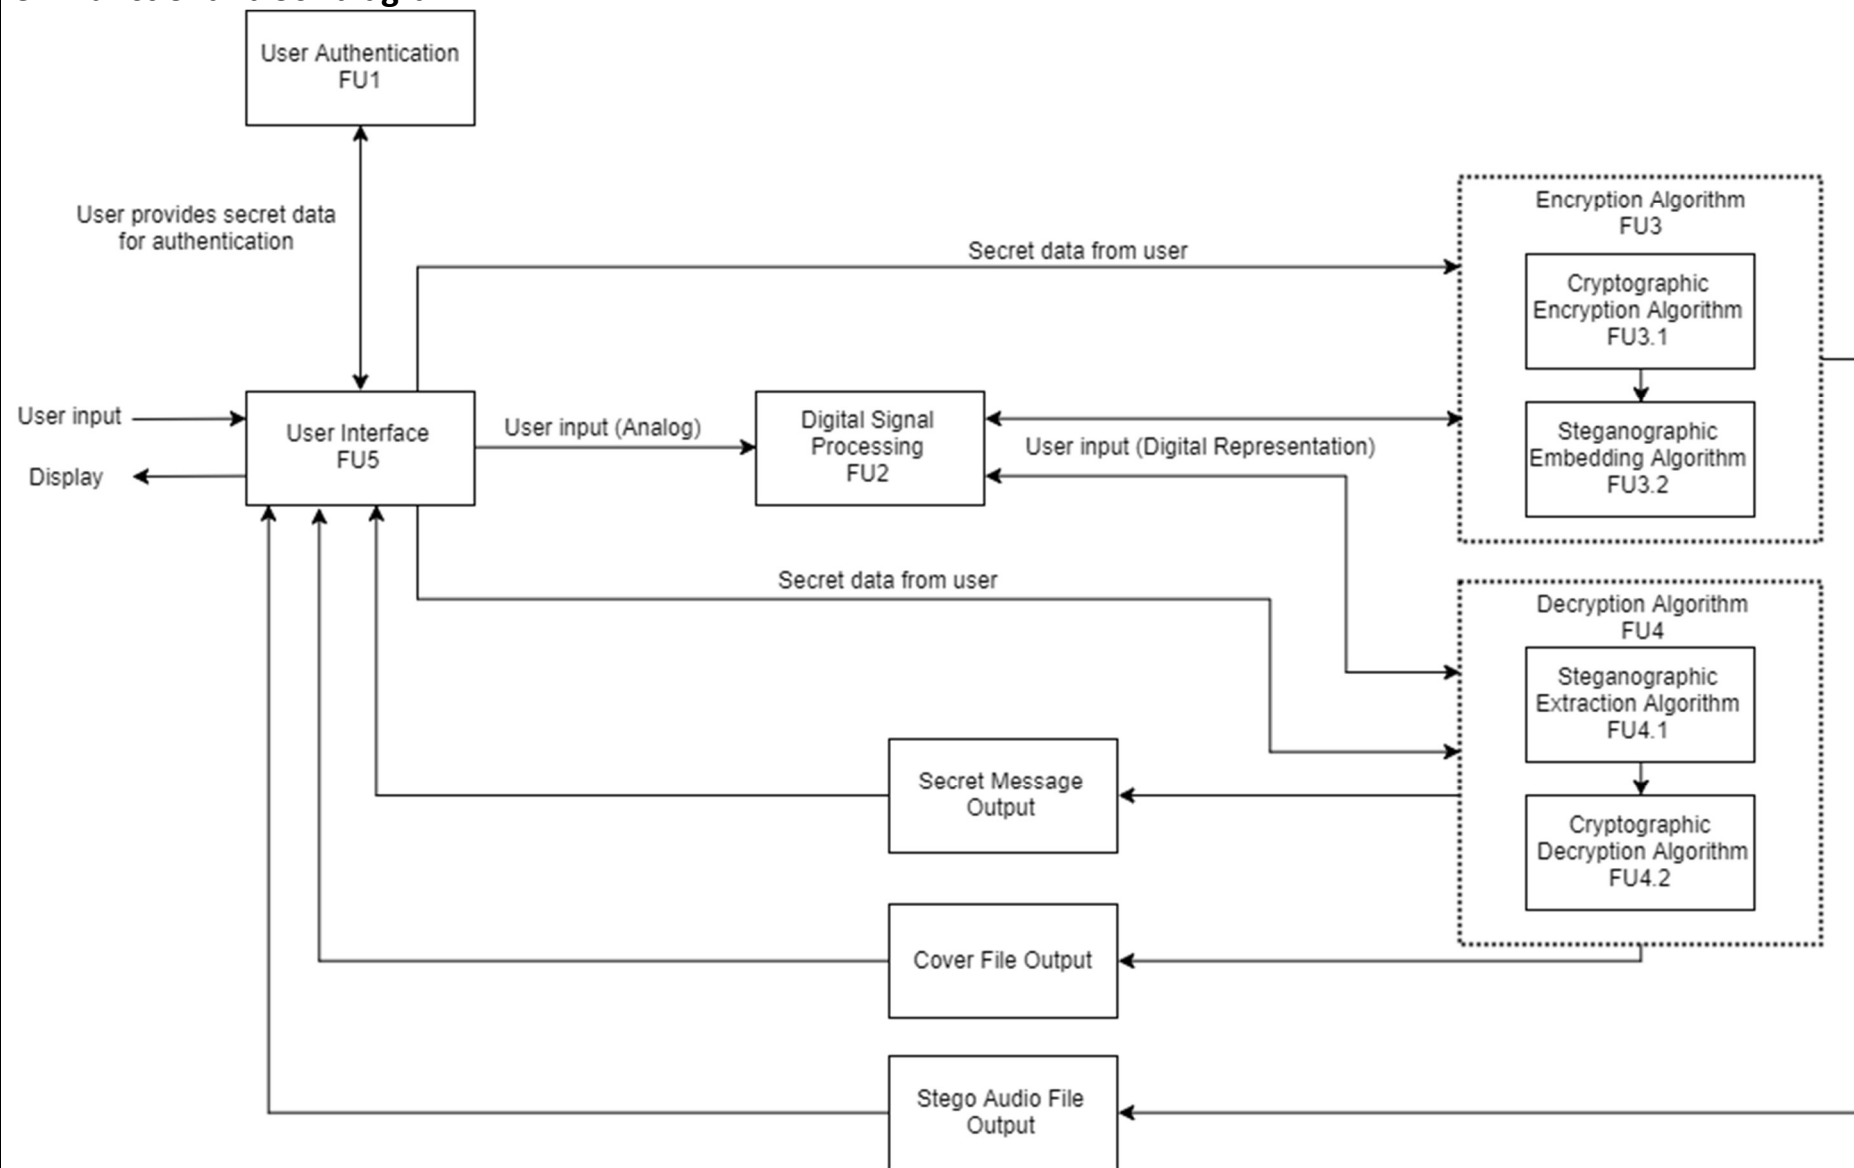 User Authentication
FU1
User provides secret data
for authentication
Secret data from user
Encryption Algorithm
FU3
Cryptographic
Encryption Algorithm
FU3.1
User input
User Interface
FU5
Display
User input (Analog)
Digital Signal
Processing
FU2
User input (Digital Representation)
Steganographic
Embedding Algorithm
FU3.2
Secret data from user
Decryption Algorithm
FU4
Steganographic
Extraction Algorithm
FU4.1
Secret Message
Output
Cryptographic
Decryption Algorithm
FU4.2
Cover File Output
Stego Audio File
Output